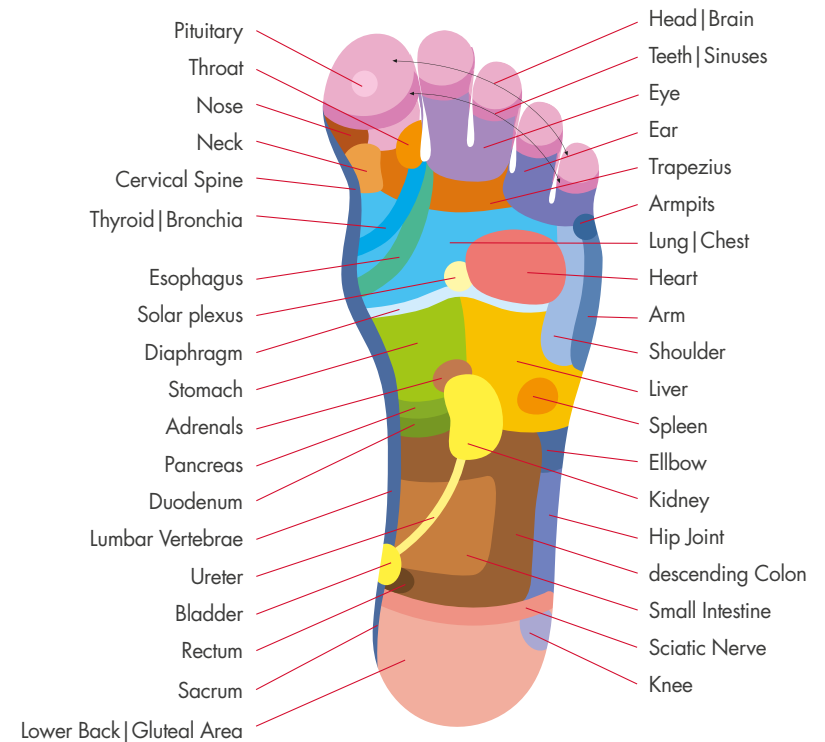 Pituitary
Throat
Nose
Neck
Cervical Spine
Thyroid|Bronchia
Esophagus
Solar plexus
Diaphragm
Stomach
Adrenals
Pancreas
Duodenum
Lumbar Vertebrae
Ureter
Bladder
Rectum
Sacrum
Lower Back|Gluteal Area
Head|Brain
Teeth|Sinuses
Eye
Ear
Trapezius
Armpits
Lung|Chest
Heart
Arm
Shoulder
Liver
Spleen
Ellbow
Kidney
Hip Joint
descending Colon
Small Intestine
Sciatic Nerve
Knee